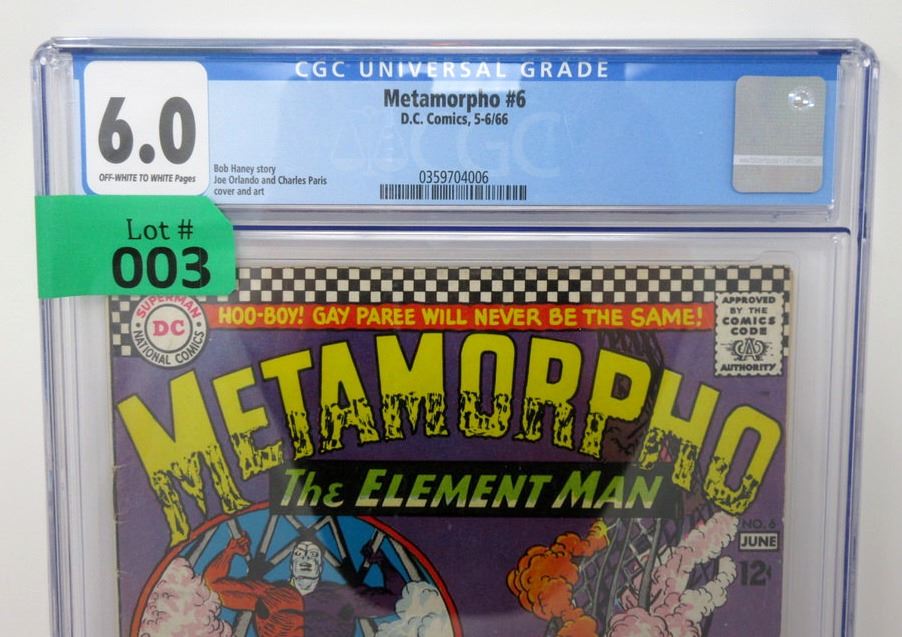 CGC UNIVERSAL GRADE
6.0
OFF-WHITE TO WHITE Pages
Metamorpho #6
D.C. Comics, 5-6/66
Bob Haney story
Joe Orlando and Charles Paris
cover and art
0359704006
Lot #
003
SUPERMAN
DC
NATIONAL COMICS
HOO-BOY! GAY PAREE WILL NEVER BE THE SAME!
APPROVED
BY THE
COMICS
CODE
CA
AUTHORITY
METAMORPHO
THE ELEMENT MAN
NO. 6
JUNE
12¢